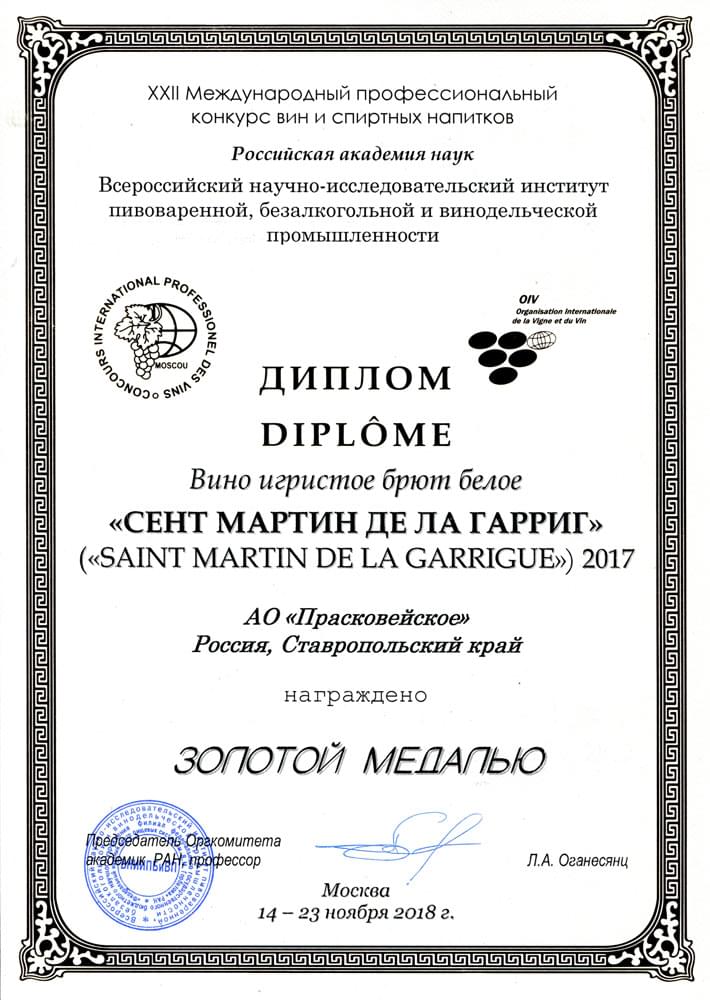 XXII Международный профессиональный
конкурс вин и спиртных напитков
Российская академия наук
Всероссийский научно-исследовательский институт
пивоваренной, безалкогольной и винодельческой
промышленности
CONCOURS INTERNATIONAL PROFESSIONEL DES VINS
MOSCOU
OIV
Organisation Internationale
de la Vigne et du Vin
ДИПЛОМ
DIPLÔME
Вино игристое брют белое
«СЕНТ МАРТИН ДЕ ЛА ГАРРИГ»
(«SAINT MARTIN DE LA GARRIGUE») 2017
АО «Прасковейское»
Россия, Ставропольский край
награждено
ЗОЛОТОЙ МЕДАЛЬЮ
Председатель Оргкомитета
академик РАН, профессор
Л.А. Оганесянц
Москва
14 – 23 ноября 2018 г.